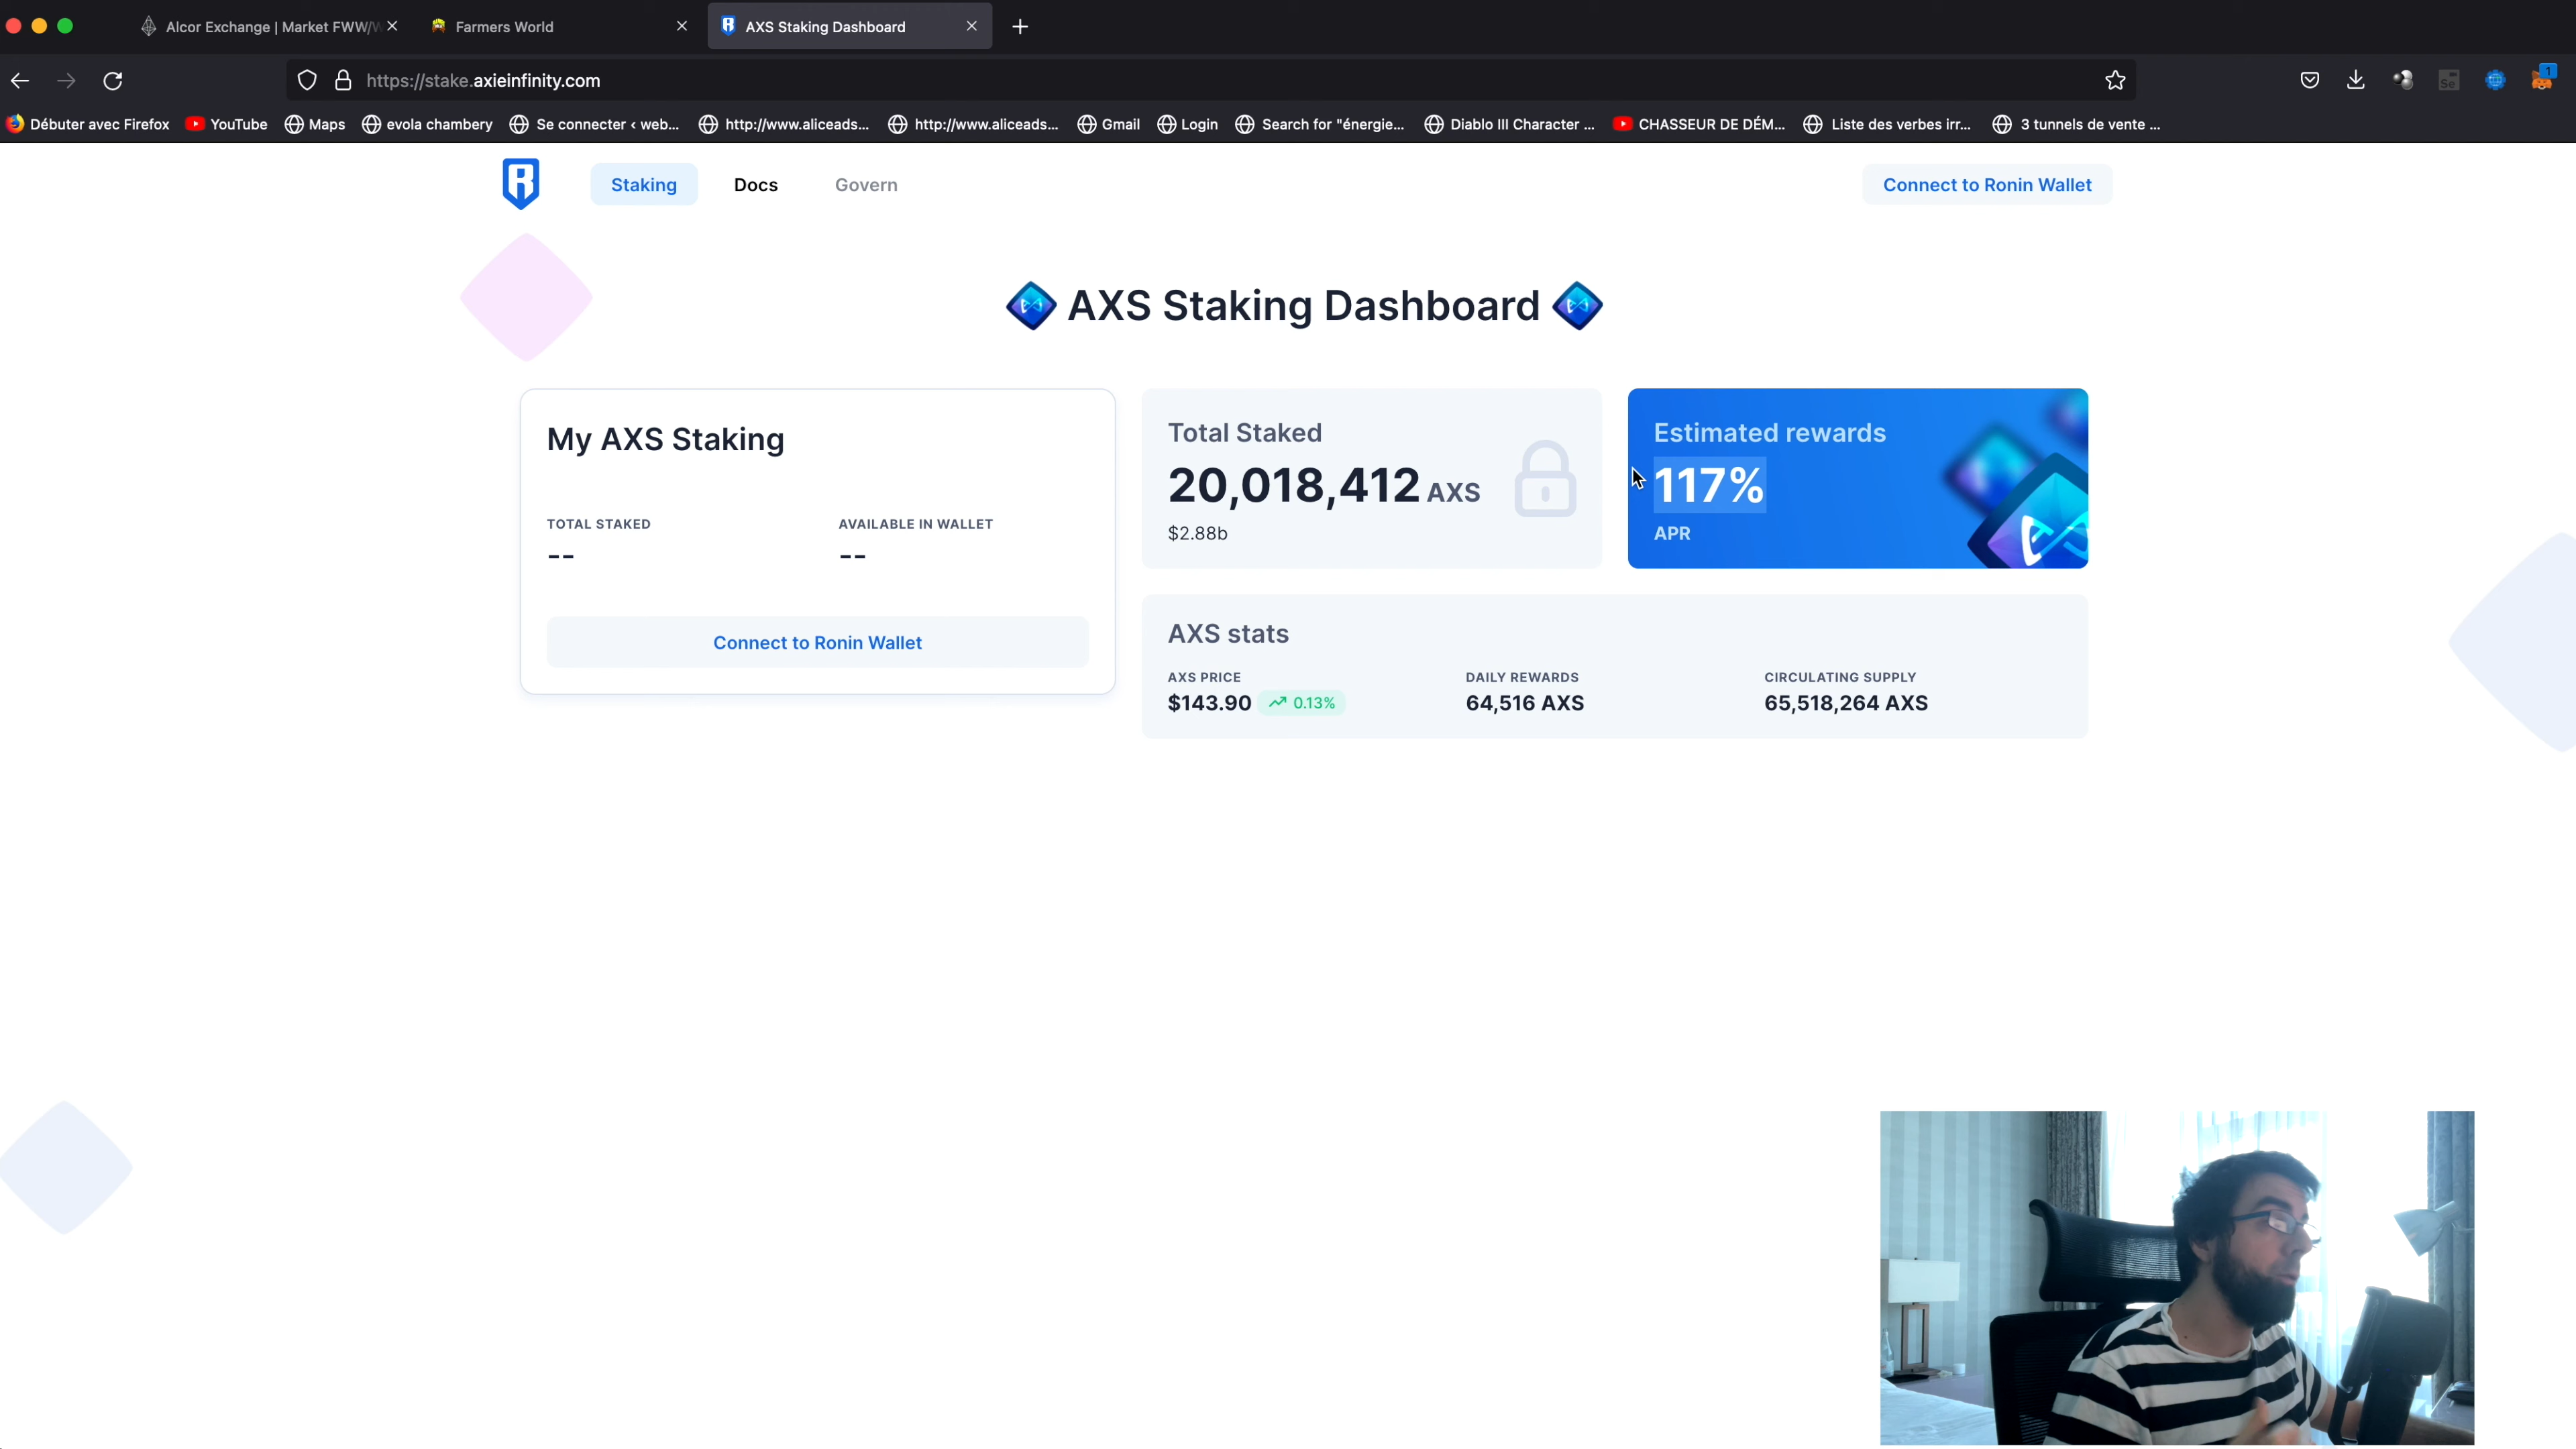 Alcor Exchange | Market FWW/W
Farmers World
AXS Staking Dashboard
https://stake.axieinfinity.com
Se
1
Débuter avec Firefox
YouTube
Maps
evola chambery
Se connecter ‹ web...
http://www.aliceads...
http://www.aliceads...
Gmail
Login
Search for "énergie...
Diablo III Character ...
CHASSEUR DE DÉM...
Liste des verbes irr...
3 tunnels de vente ...
Staking
Docs
Govern
Connect to Ronin Wallet
AXS Staking Dashboard
My AXS Staking
TOTAL STAKED
--
AVAILABLE IN WALLET
--
Connect to Ronin Wallet
Total Staked
20,018,412 AXS
$2.88b
Estimated rewards
117%
APR
AXS stats
AXS PRICE
$143.90 0.13%
DAILY REWARDS
64,516 AXS
CIRCULATING SUPPLY
65,518,264 AXS